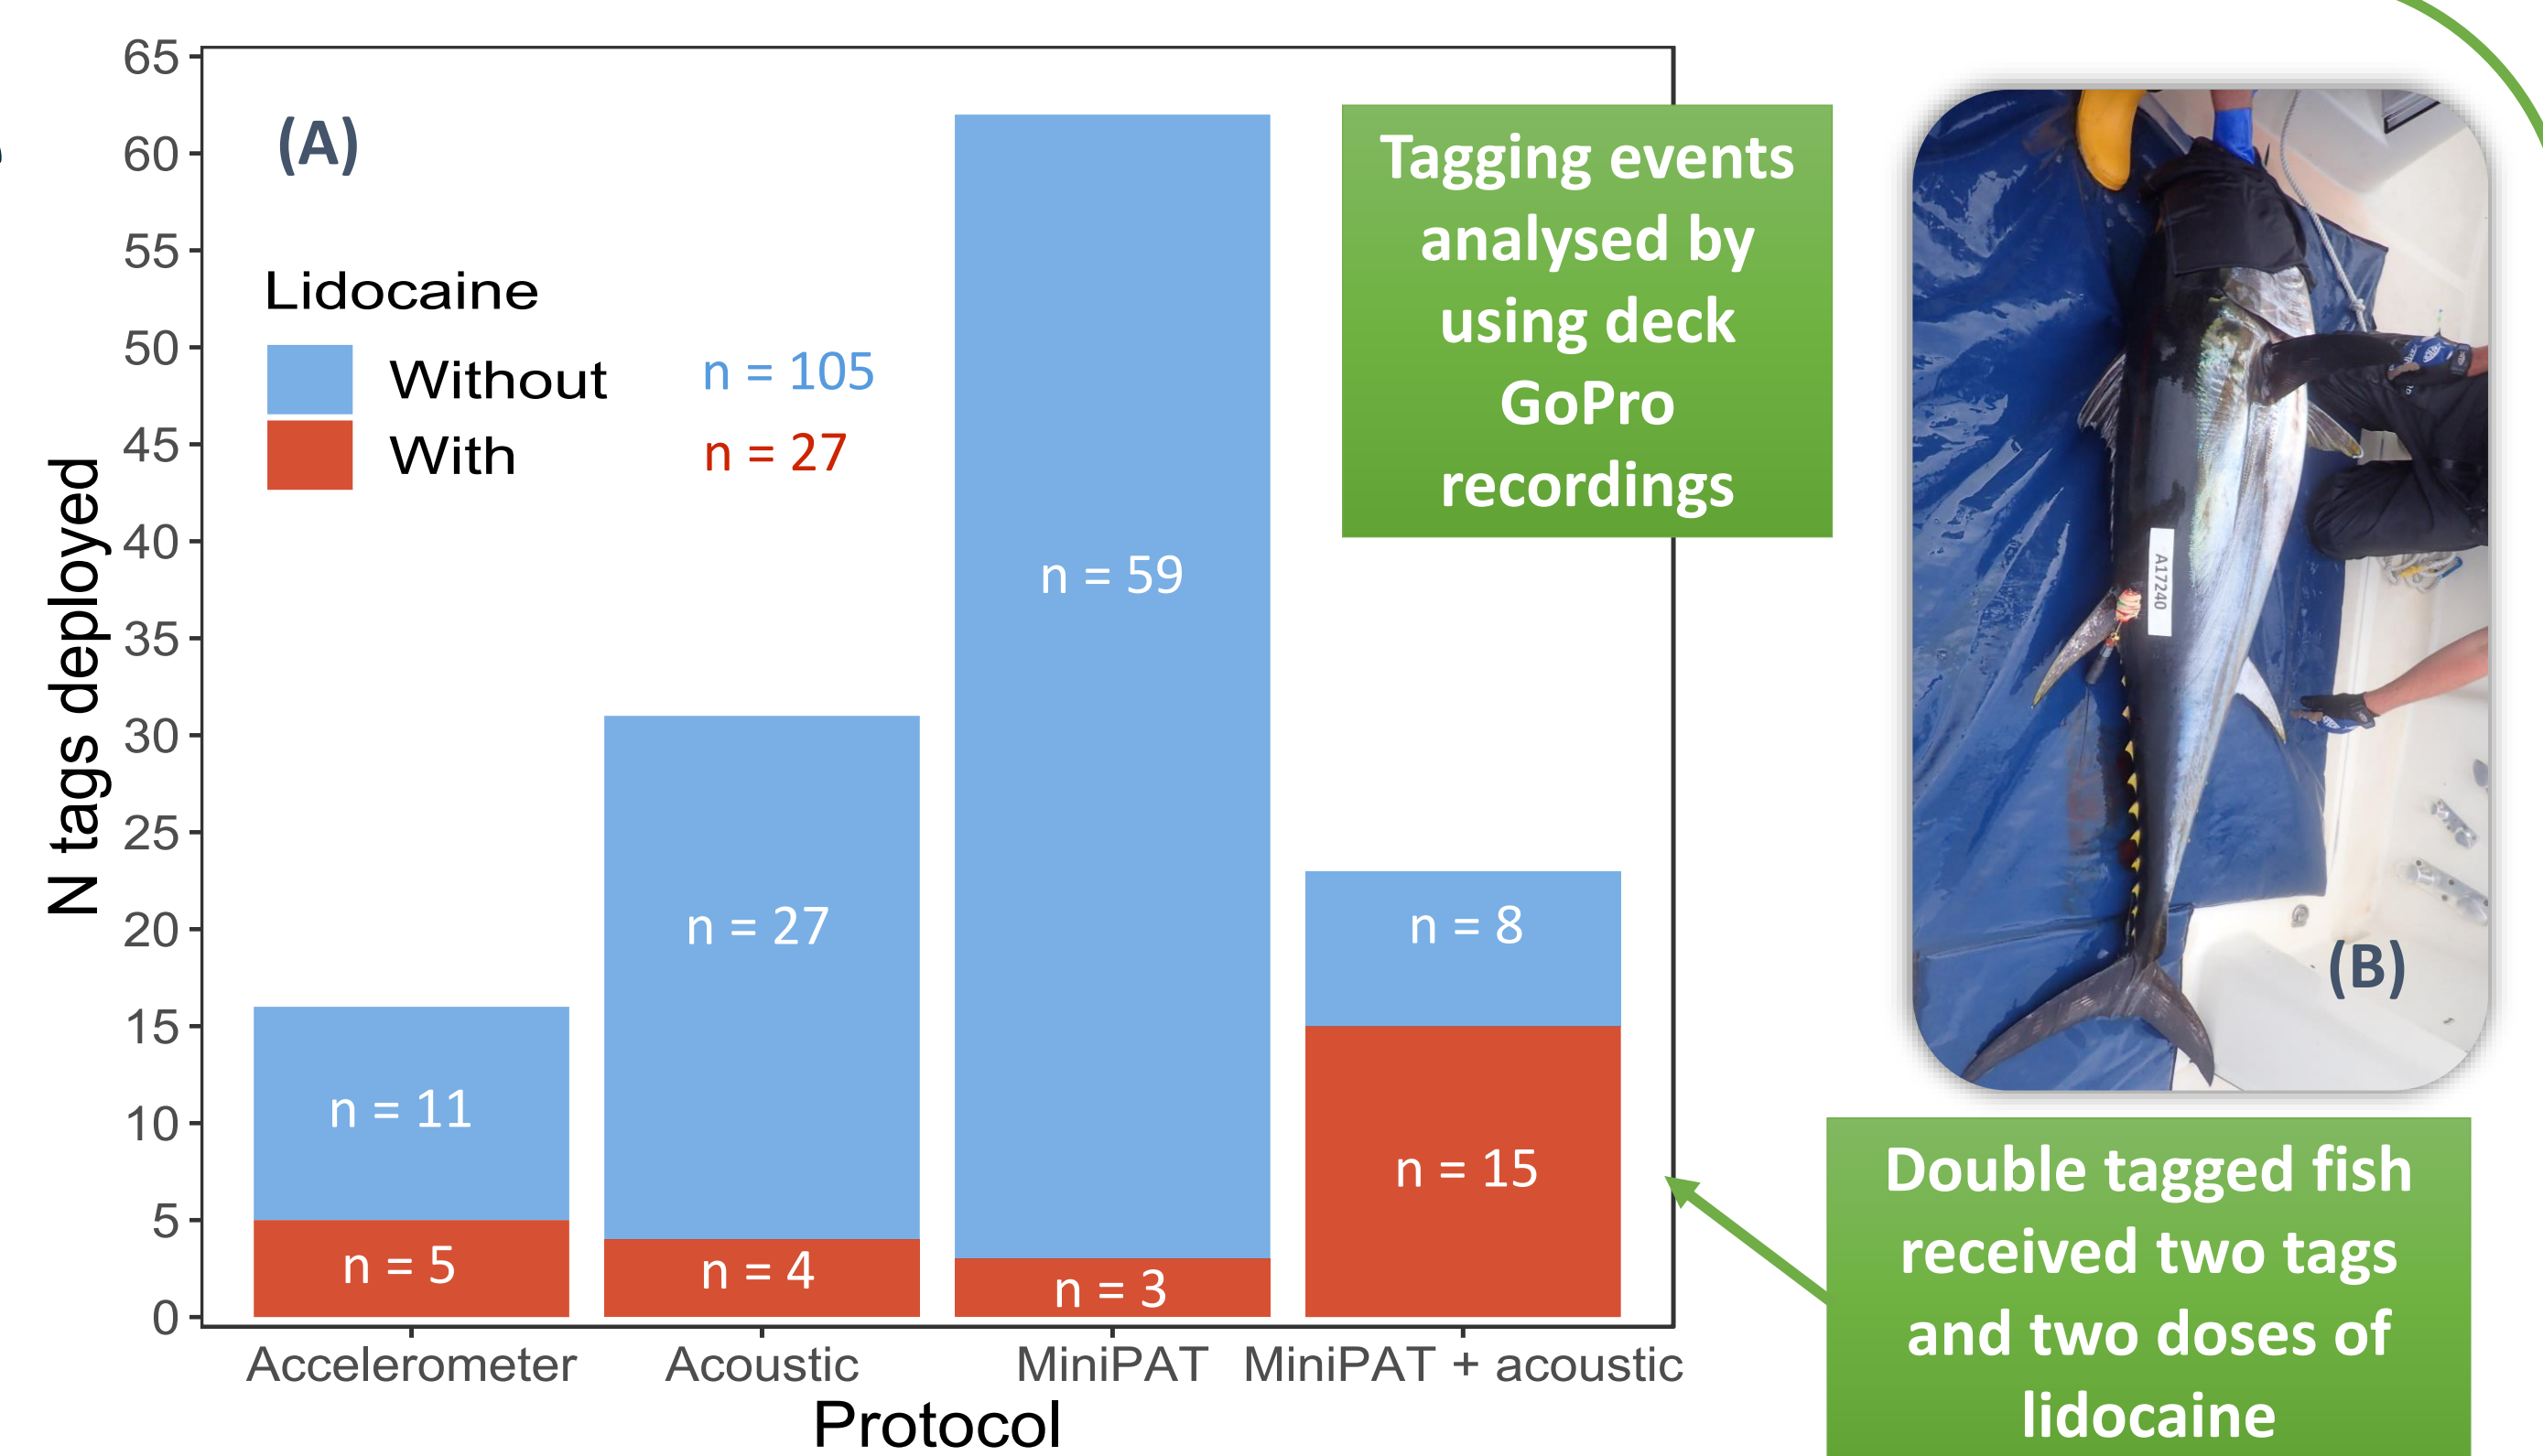 65
60
55
50
45
40
35
30
25
20
15
10
5
0
N tags deployed
(A)
Lidocaine
Without n = 105
With n = 27
n = 11
n = 5
n = 27
n = 4
n = 59
n = 3
n = 8
n = 15
Accelerometer
Acoustic
MiniPAT
MiniPAT + acoustic
Protocol
Tagging events
analysed by
using deck
GoPro
recordings
A17240
(B)
Double tagged fish
received two tags
and two doses of
lidocaine